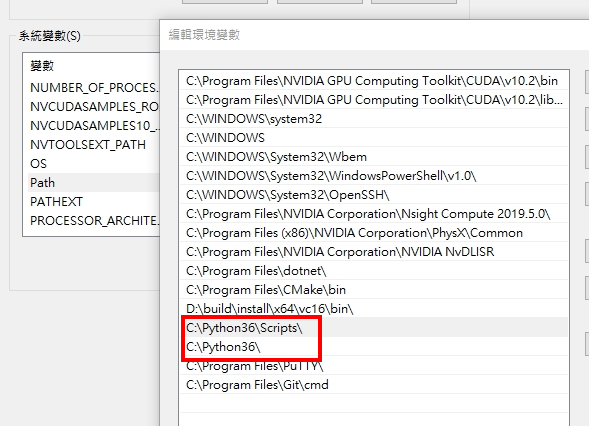 系統變數(S)
變數
NUMBER_OF_PROCES...
NVCUDASAMPLES_RO...
NVCUDASAMPLES10_...
NVTOOLSEXT_PATH
OS
Path
PATHEXT
PROCESSOR_ARCHITE...
編輯環境變數
C:\Program Files\NVIDIA GPU Computing Toolkit\CUDA\v10.2\bin
C:\Program Files\NVIDIA GPU Computing Toolkit\CUDA\v10.2\lib...
C:\WINDOWS\system32
C:\WINDOWS
C:\WINDOWS\System32\Wbem
C:\WINDOWS\System32\WindowsPowerShell\v1.0\
C:\WINDOWS\System32\OpenSSH\
C:\Program Files\NVIDIA Corporation\Nsight Compute 2019.5.0\
C:\Program Files (x86)\NVIDIA Corporation\PhysX\Common
C:\Program Files\NVIDIA Corporation\NVIDIA NvDLISR
C:\Program Files\dotnet\
C:\Program Files\CMake\bin
D:\build\install\x64\vc16\bin\
C:\Python36\Scripts\
C:\Python36\
C:\Program Files\PuTTY\
C:\Program Files\Git\cmd